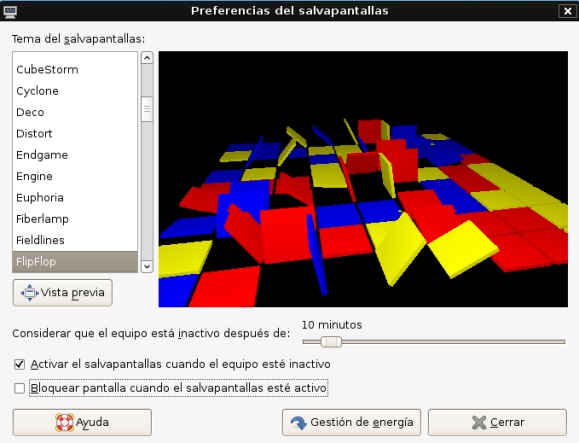 Preferencias del salvapantallas
Tema del salvapantallas:
CubeStorm
Cyclone
Deco
Distort
Endgame
Engine
Euphoria
Fiberlamp
Fieldlines
FlipFlop
Vista previa
Considerar que el equipo está inactivo después de:
10 minutos
Activar el salvapantallas cuando el equipo esté inactivo
Bloquear pantalla cuando el salvapantallas esté activo
Ayuda
Gestión de energía
Cerrar